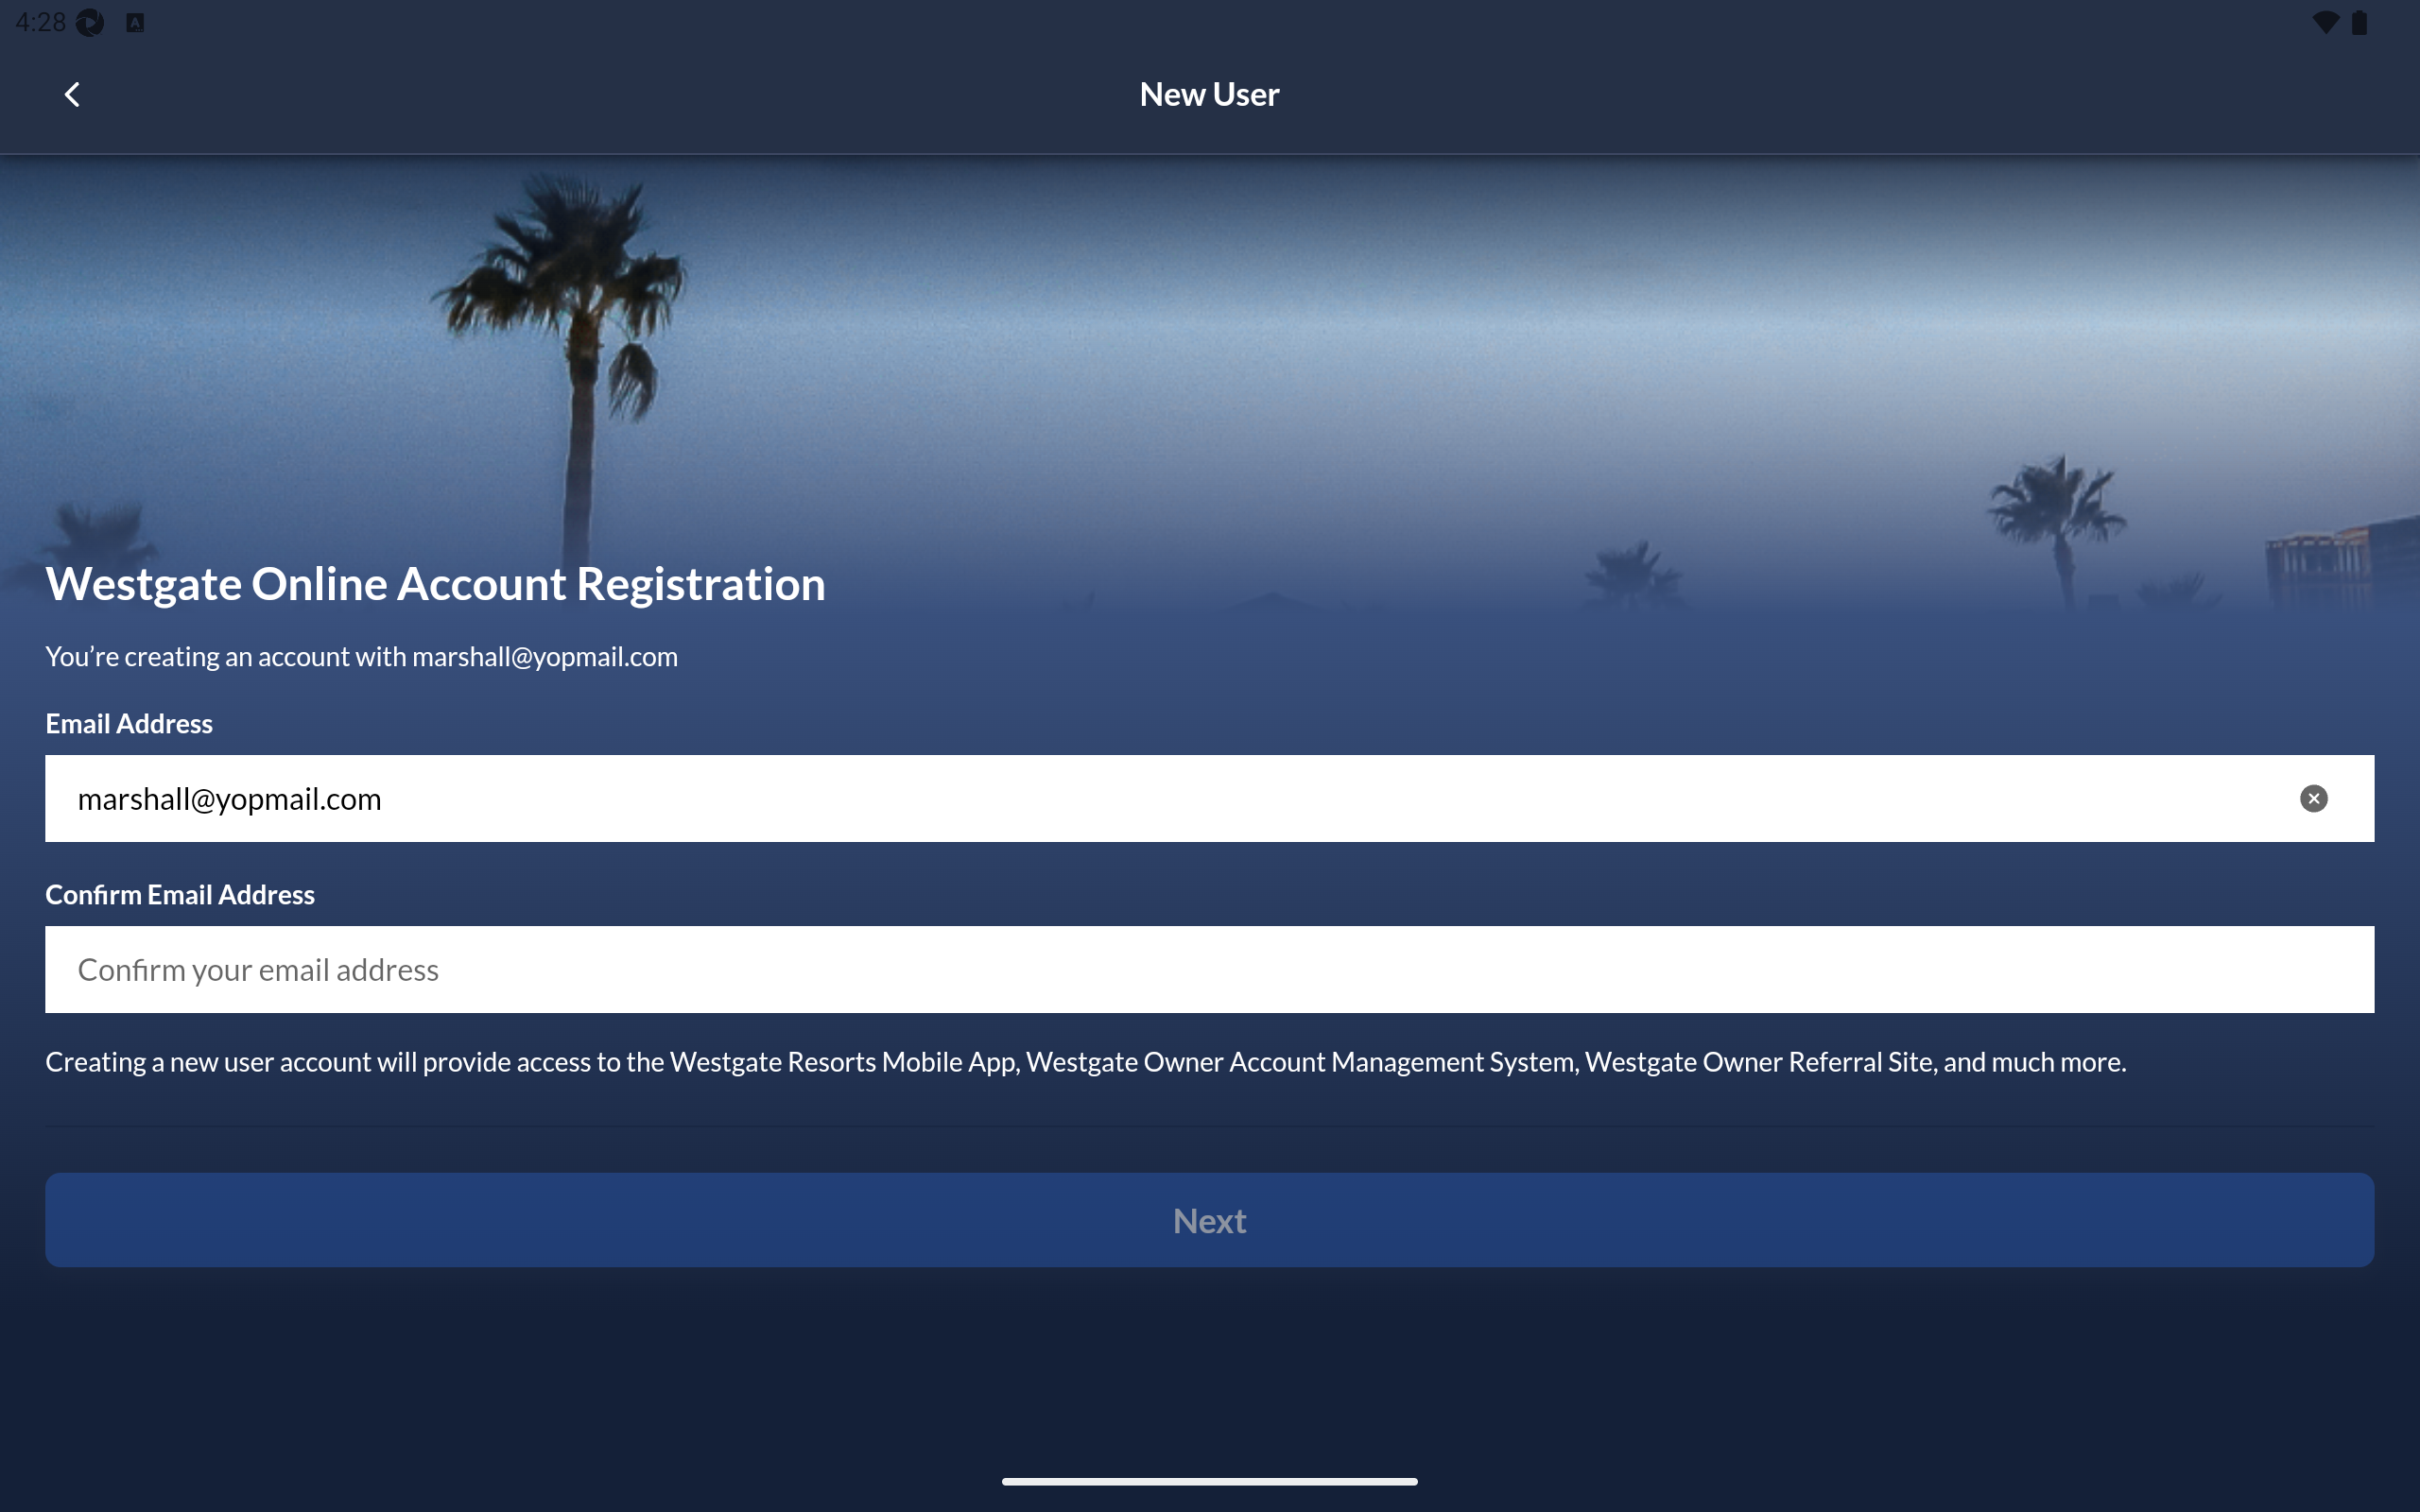 4:28
New User
Westgate Online Account Registration
You’re creating an account with marshall@yopmail.com
Email Address
marshall@yopmail.com
Confirm Email Address
Confirm your email address
Creating a new user account will provide access to the Westgate Resorts Mobile App, Westgate Owner Account Management System, Westgate Owner Referral Site, and much more.
Next